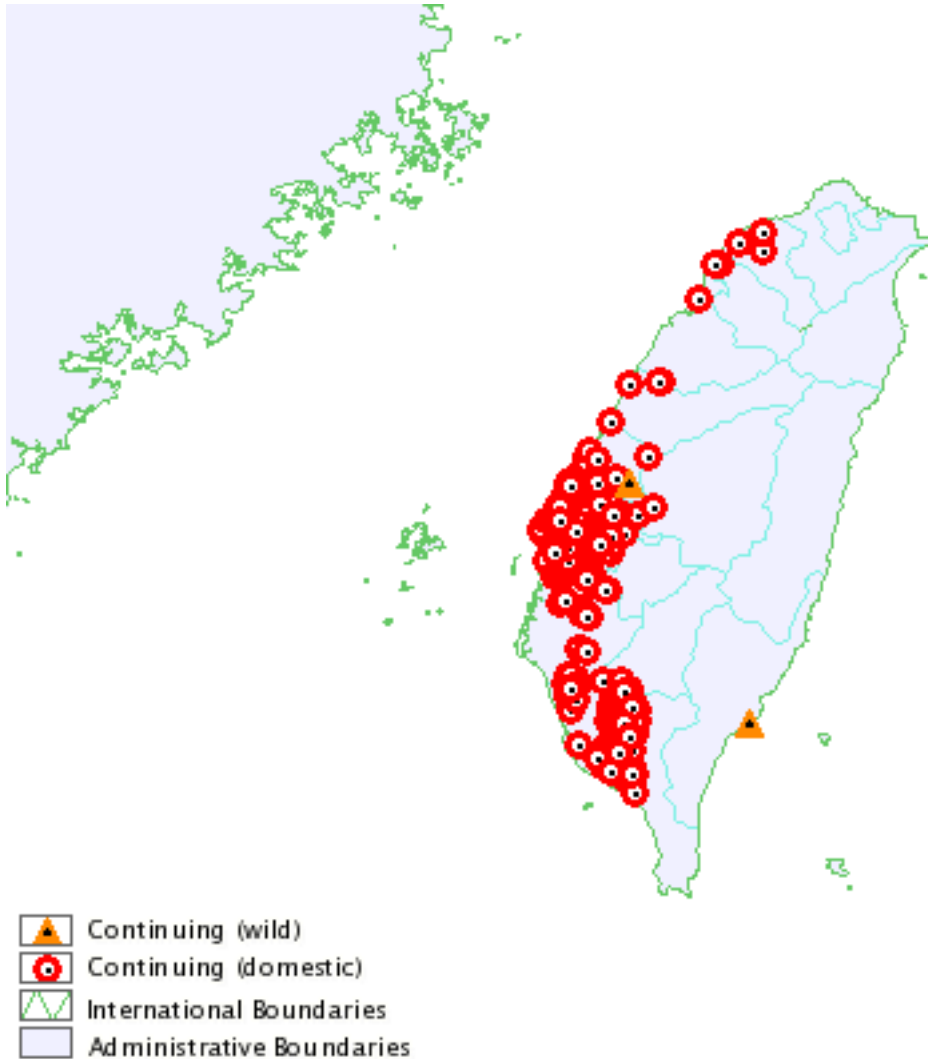 Continuing (wild)
Continuing (domestic)
International Boundaries
Administrative Boundaries